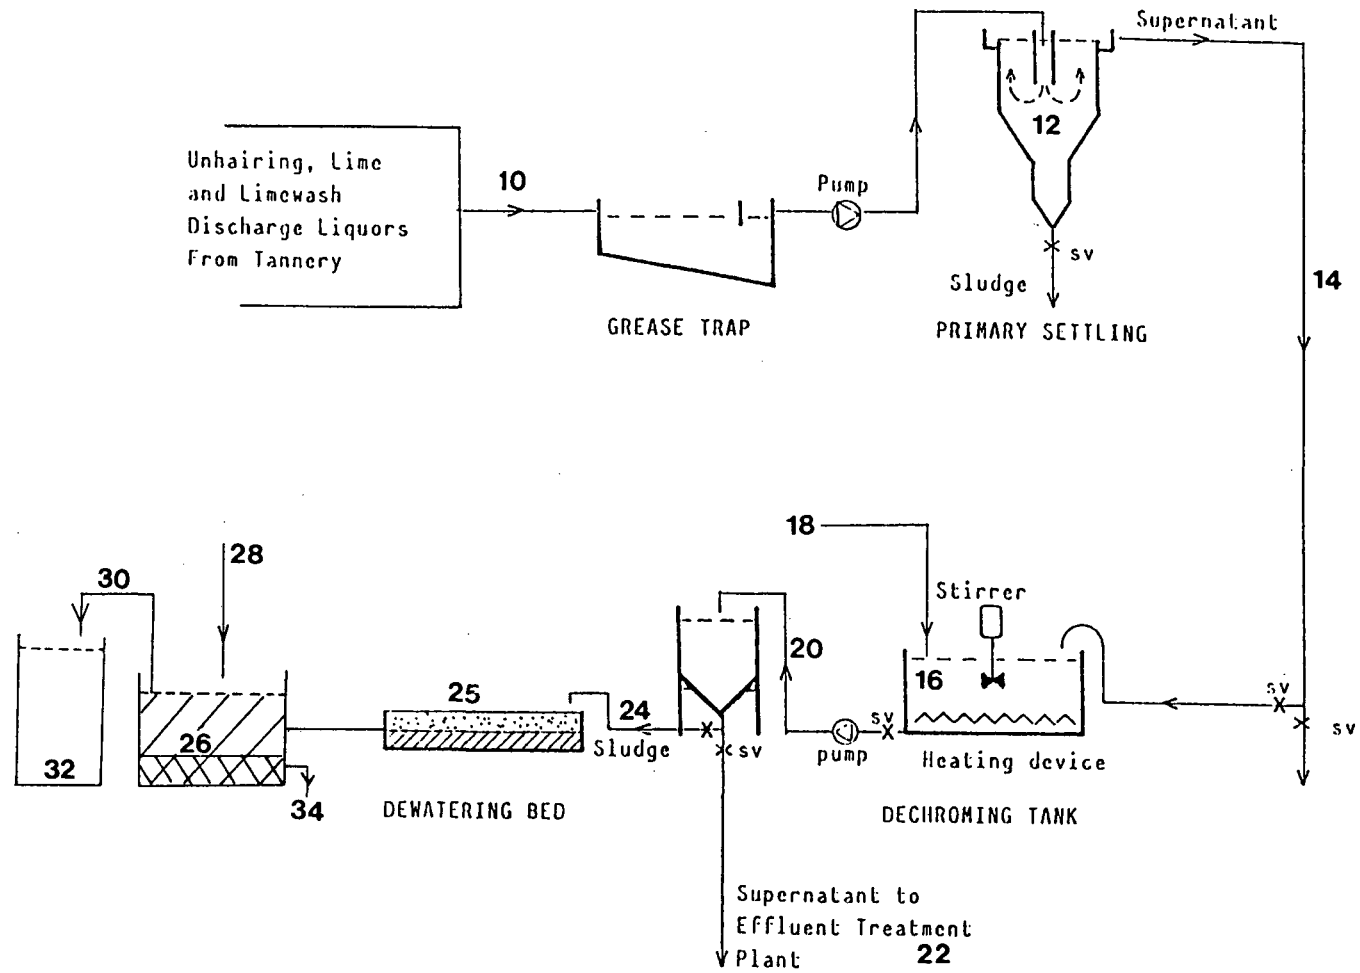 Supernatant
12
Unhairing, Lime
and Limewash
Discharge Liquors
From Tannery
10
Pump
sv
Sludge
14
GREASE TRAP
PRIMARY SETTLING
18
28
30
Stirrer
20
16
25
24
sv
sv
sv
26
Sludge
sv
pump
Heating device
32
34
DEWATERING BED
DECHROMING TANK
Supernatant to
Effluent Treatment
Plant 22